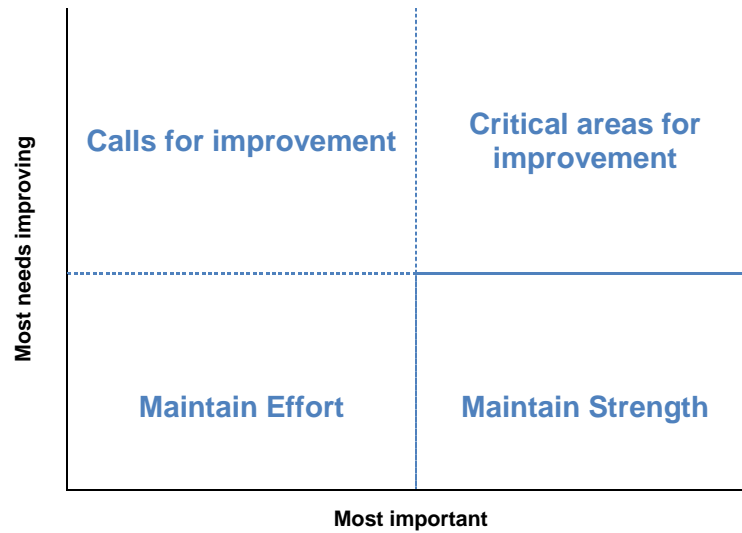 Most needs improving
Calls for improvement
Critical areas for
improvement
Maintain Effort
Maintain Strength
Most important